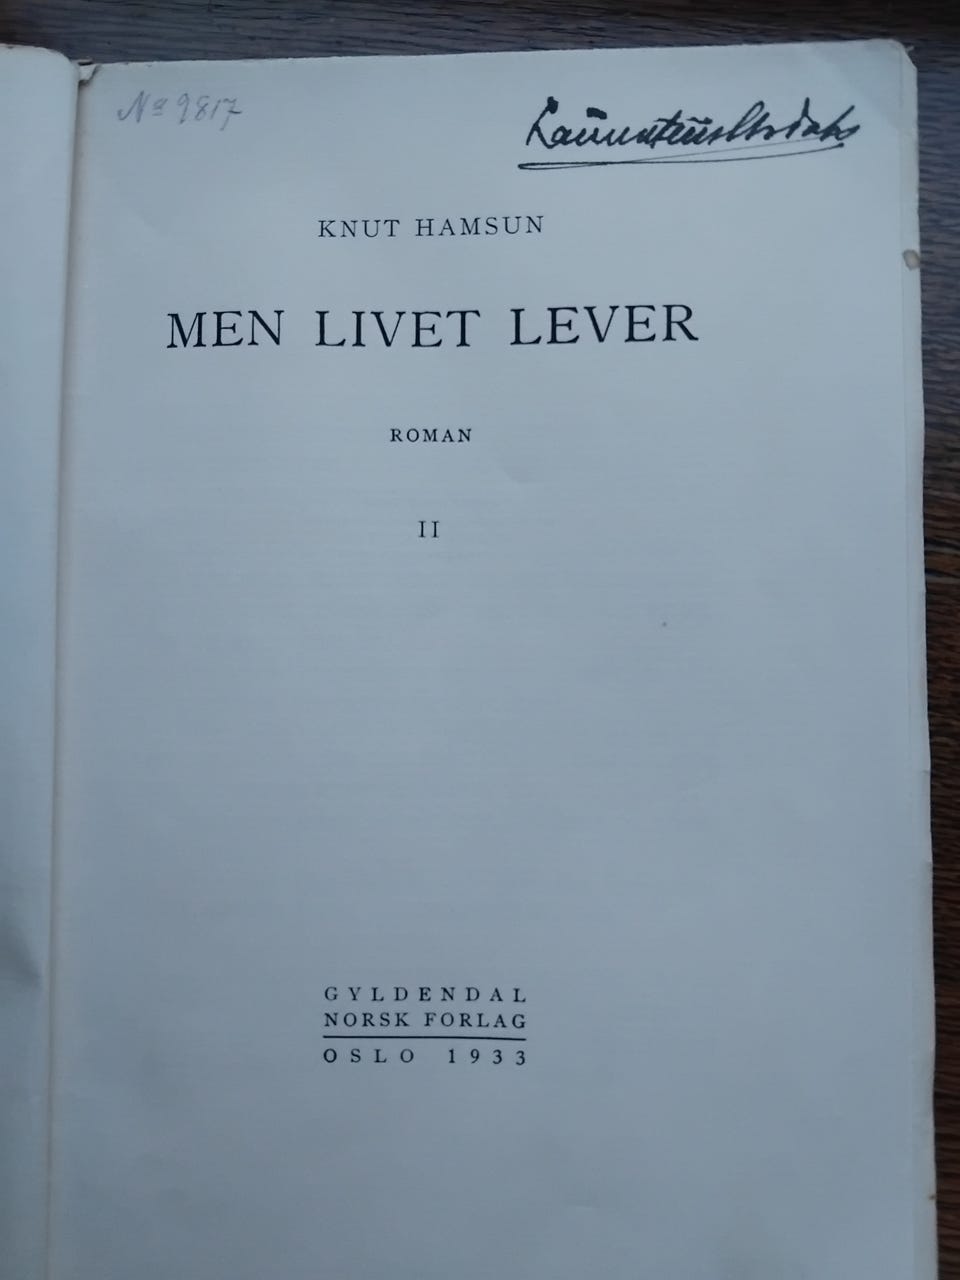 № 9817
KNUT HAMSUN
MEN LIVET LEVER
ROMAN
II
GYLDENDAL
NORSK FORLAG
OSLO 1933